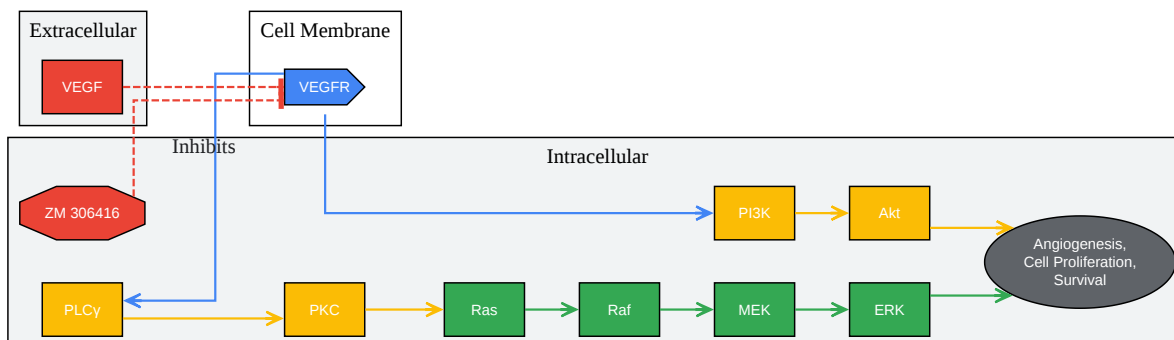 Extracellular
Cell Membrane
VEGF
VEGFR
Inhibits
Intracellular
ZM 306416
PI3K
Akt
Angiogenesis,
Cell Proliferation,
Survival
PLCγ
PKC
Ras
Raf
MEK
ERK